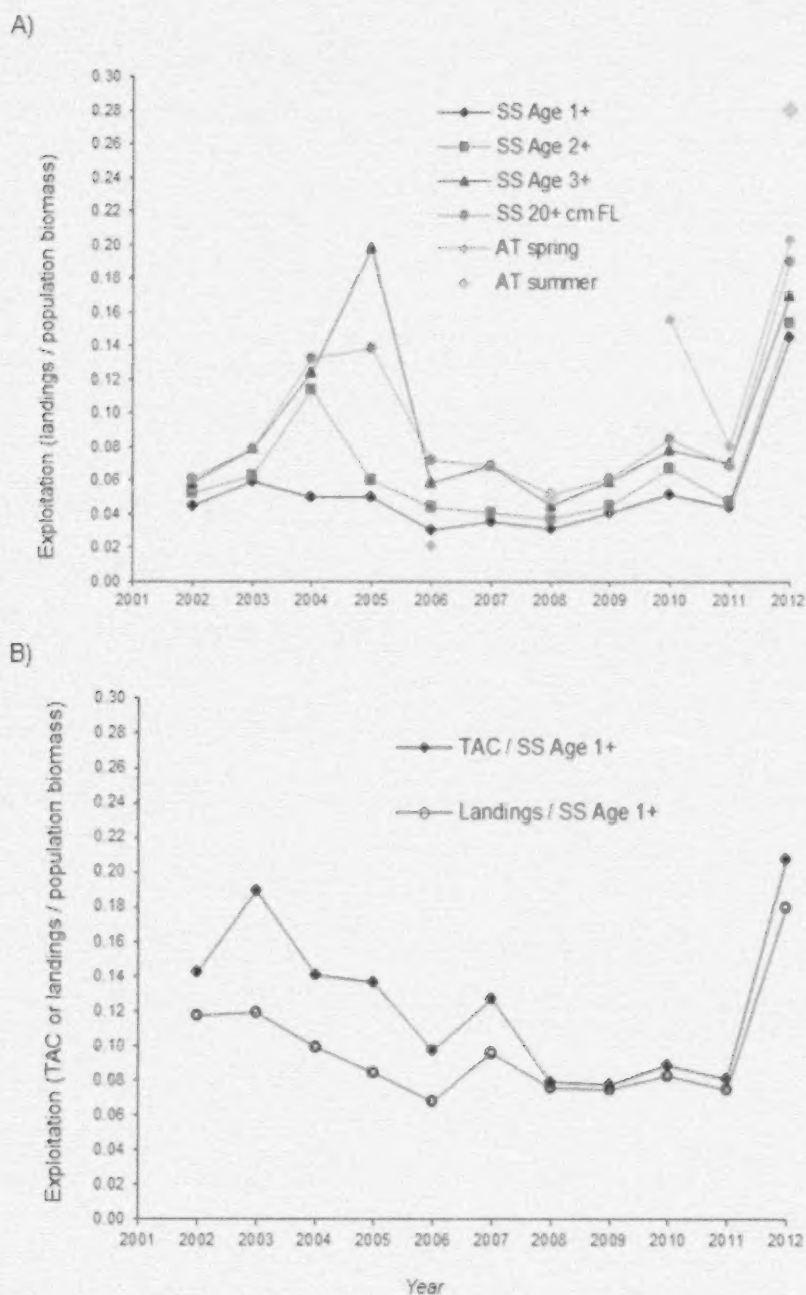 A)
Exploitation (landings / population biomass)
0.30
0.28
0.26
0.24
0.22
0.20
0.18
0.16
0.14
0.12
0.10
0.08
0.06
0.04
0.02
0.00
SS Age 1+
SS Age 2+
SS Age 3+
SS 20+ cm FL
AT spring
AT summer
2001 2002 2003 2004 2005 2006 2007 2008 2009 2010 2011 2012
B)
Exploitation (TAC or landings / population biomass)
0.30
0.28
0.26
0.24
0.22
0.20
0.18
0.16
0.14
0.12
0.10
0.08
0.06
0.04
0.02
0.00
TAC / SS Age 1+
Landings / SS Age 1+
2001 2002 2003 2004 2005 2006 2007 2008 2009 2010 2011 2012
Year